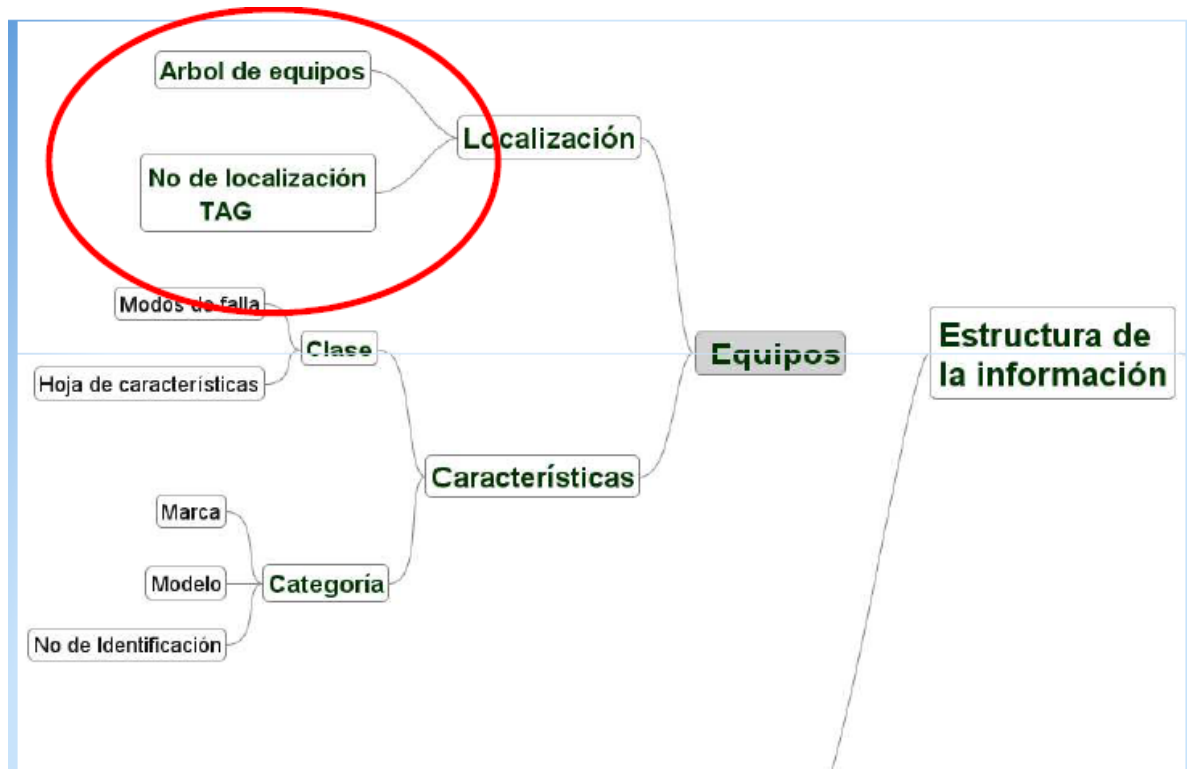 Arbol de equipos
Localización
No de localización
TAG
Modos de falla
Clase
Hoja de características
Equipos
Estructura de
la información
Características
Marca
Modelo
Categoría
No de Identificación